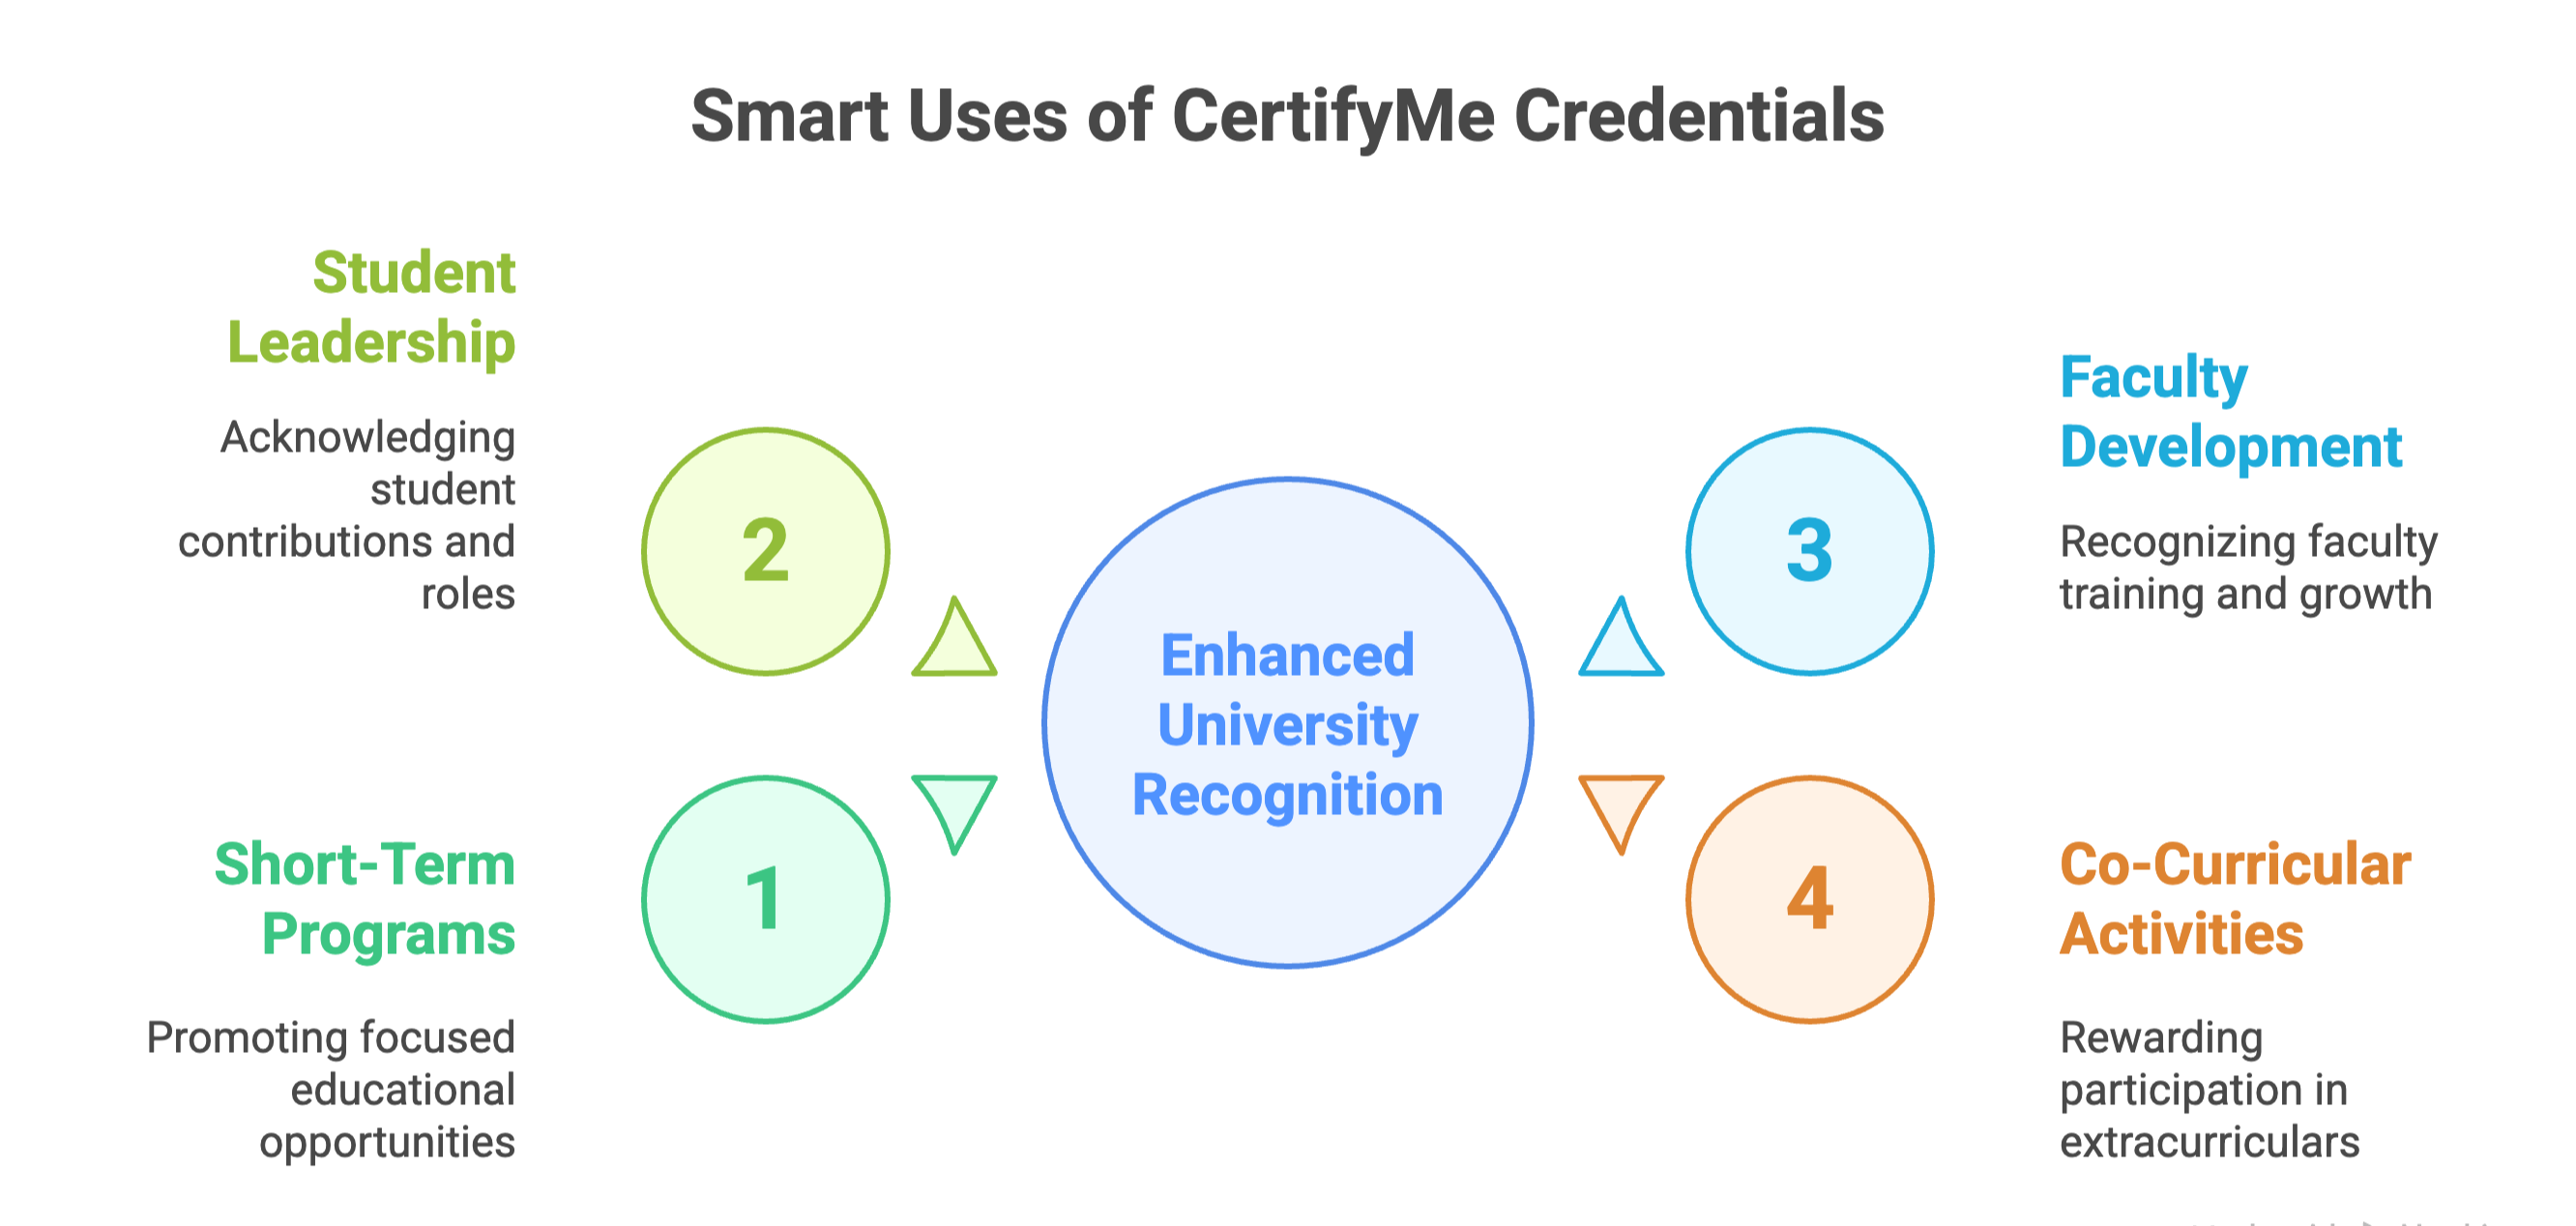 Smart Uses of CertifyMe Credentials
Student
Leadership
Acknowledging
student
contributions and
roles
2
Short-Term
Programs
Promoting focused
educational
opportunities
1
Enhanced
University
Recognition
3
Faculty
Development
Recognizing faculty
training and growth
4
Co-Curricular
Activities
Rewarding
participation in
extracurriculars